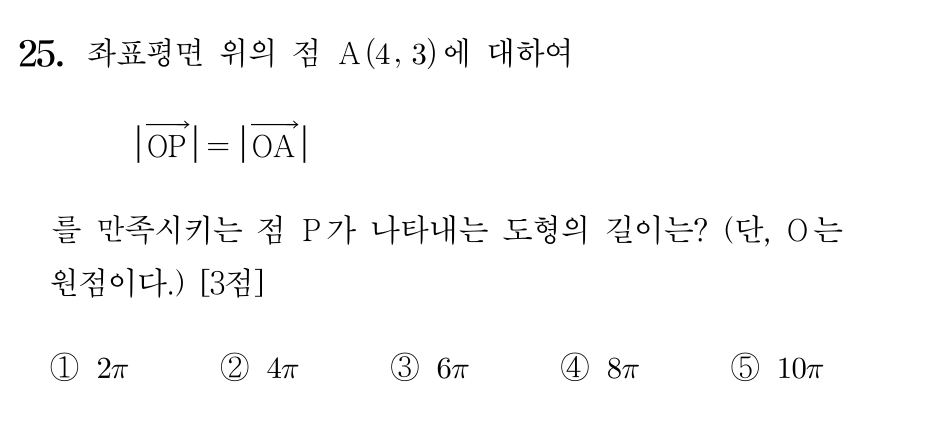 25. 좌표평면 위의 점 A(4, 3)에 대하여
|OP| = |OA|
를 만족시키는 점 P가 나타내는 도형의 길이는? (단, O는
원점이다.) [3점]
① 2π ② 4π ③ 6π ④ 8π ⑤ 10π